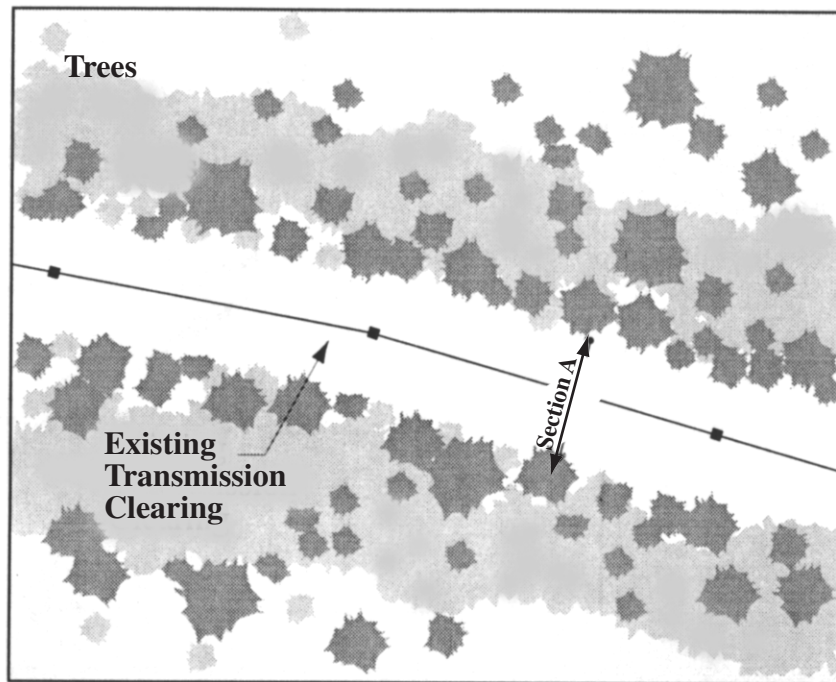 Trees
Section A
Existing
Transmission
Clearing